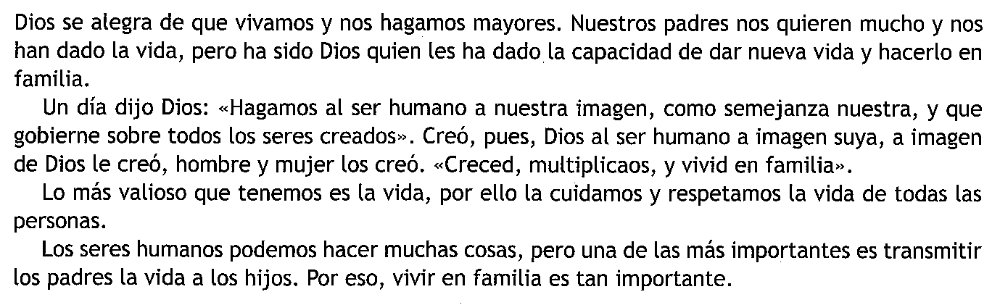 Dios se alegra de que vivamos y nos hagamos mayores. Nuestros padres nos quieren mucho y nos
han dado la vida, pero ha sido Dios quien les ha dado la capacidad de dar nueva vida y hacerlo en
familia.
Un día dijo Dios: «Hagamos al ser humano a nuestra imagen, como semejanza nuestra, y que
gobierne sobre todos los seres creados». Creó, pues, Dios al ser humano a imagen suya, a imagen
de Dios le creó, hombre y mujer los creó. «Creced, multiplicaos, y vivid en familia».
Lo más valioso que tenemos es la vida, por ello la cuidamos y respetamos la vida de todas las
personas.
Los seres humanos podemos hacer muchas cosas, pero una de las más importantes es transmitir
los padres la vida a los hijos. Por eso, vivir en familia es tan importante.